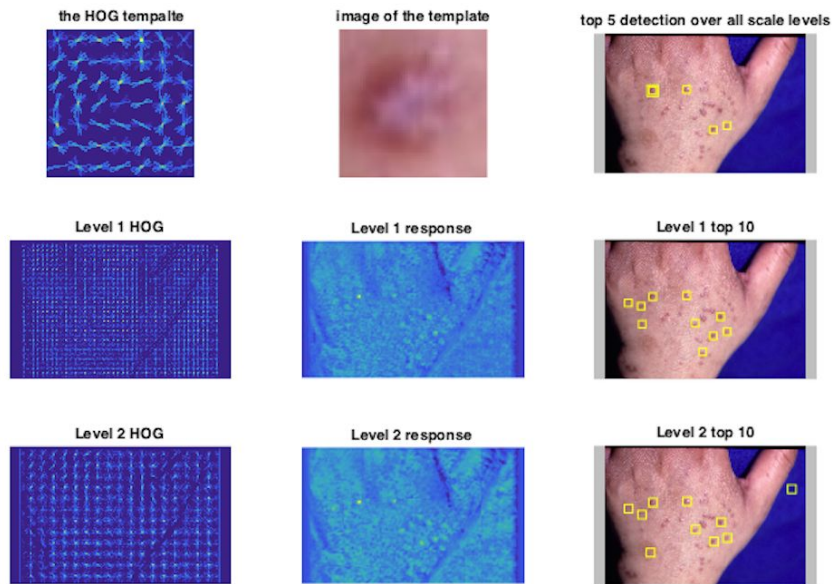 the HOG tempalte
image of the template
top 5 detection over all scale levels
Level 1 HOG
Level 1 response
Level 1 top 10
Level 2 HOG
Level 2 response
Level 2 top 10